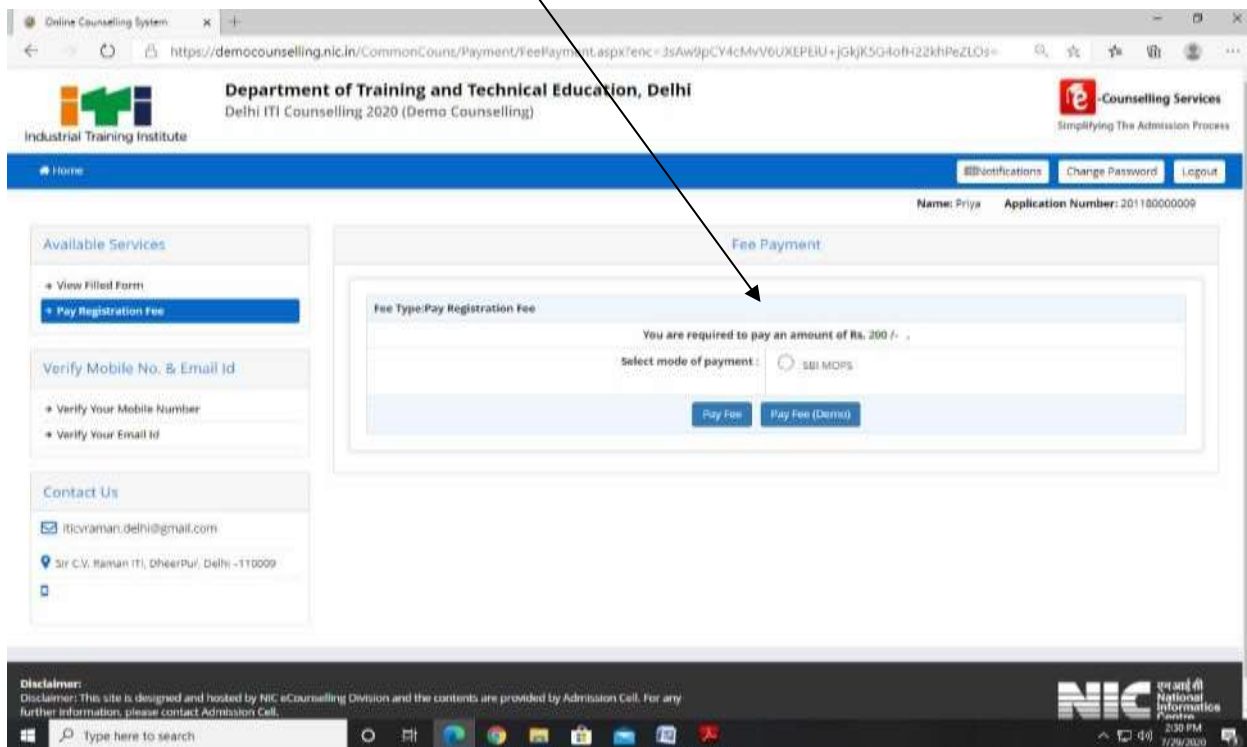 Online Counselling System
https://democounselling.nic.in/CommonCouns/Payment/FeePayment.aspx?enc=
Department of Training and Technical Education, Delhi
Delhi ITI Counselling 2020 (Demo Counselling)
Industrial Training Institute
e -Counselling Services
Simplifying The Admission Process
Home
Notifications Change Password Logout
Name: Priya Application Number: 201180000009
Available Services
View Filled Form
Pay Registration Fee
Verify Mobile No. & Email Id
Verify Your Mobile Number
Verify Your Email Id
Contact Us
iticvraman.delhi@gmail.com
Sir C.V. Raman ITI, DheerPur, Delhi -110009
Fee Payment
Fee Type:Pay Registration Fee
You are required to pay an amount of Rs. 200 /- .
Select mode of payment : SBI MOPS
Pay Fee Pay Fee (Demo)
Disclaimer:
Disclaimer: This site is designed and hosted by NIC eCounselling Division and the contents are provided by Admission Cell. For any
further information, please contact Admission Cell.
NIC एनआई सी
National
Informatics
Centre
Type here to search
2:30 PM
7/29/2020